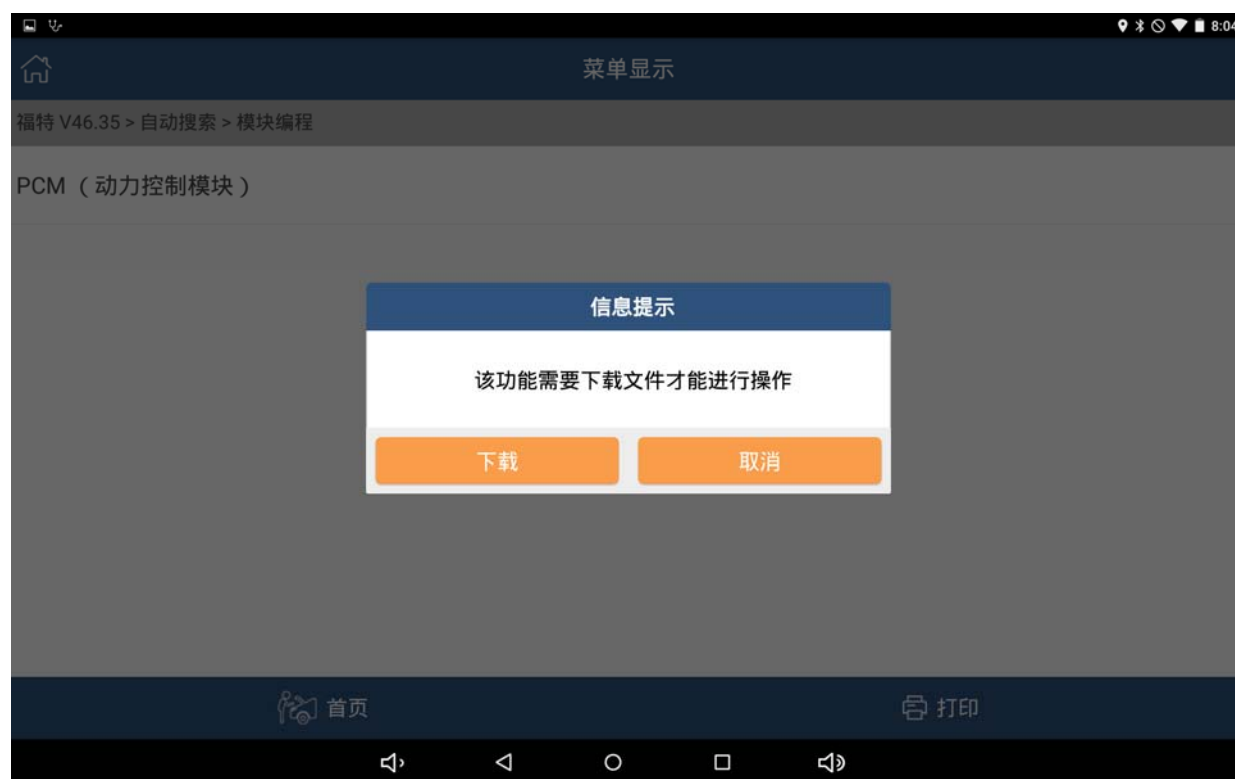 8:04
菜单显示
福特 V46.35 > 自动搜索 > 模块编程
PCM （动力控制模块）
信息提示
该功能需要下载文件才能进行操作
下载
取消
首页
打印